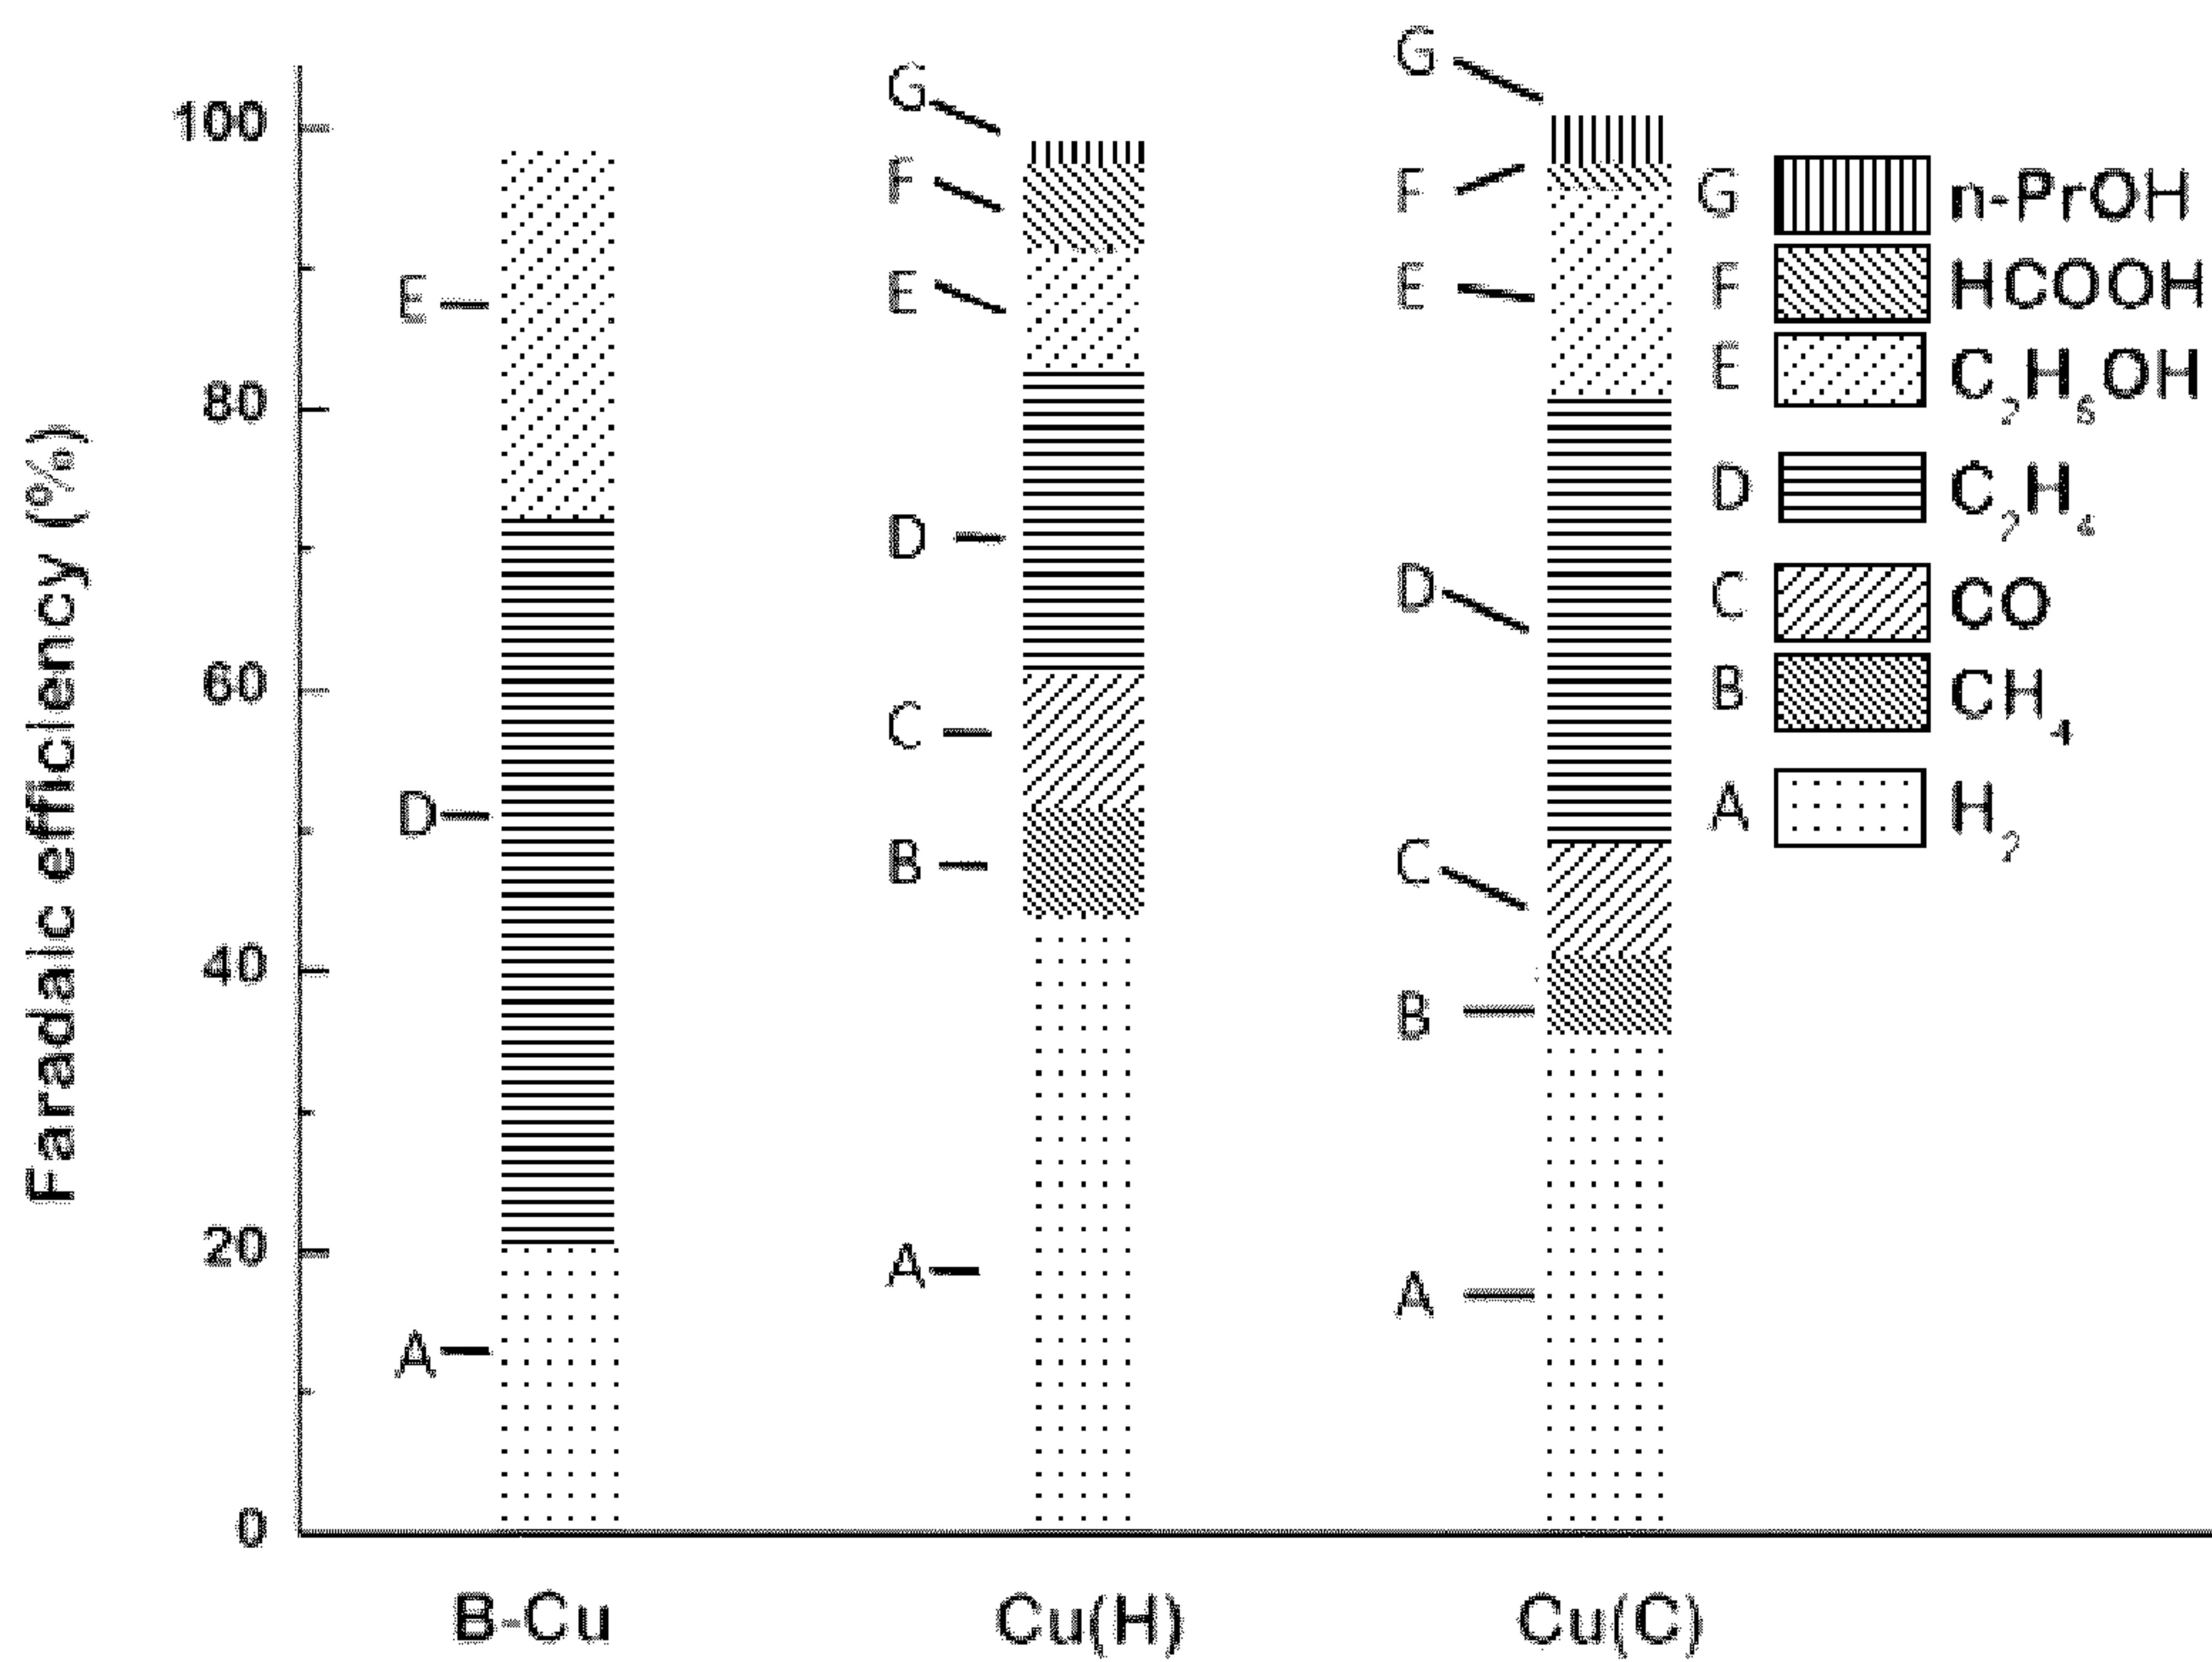 Faradaic efficiency (%)
100
80
60
40
20
0
E
D
A
B-Cu
G
F
E
D
C
B
A
Cu(H)
G
F
E
D
C
B
A
Cu(C)
G n-PrOH
F HCOOH
E C₂H₅OH
D C₂H₄
C CO
B CH₄
A H₂